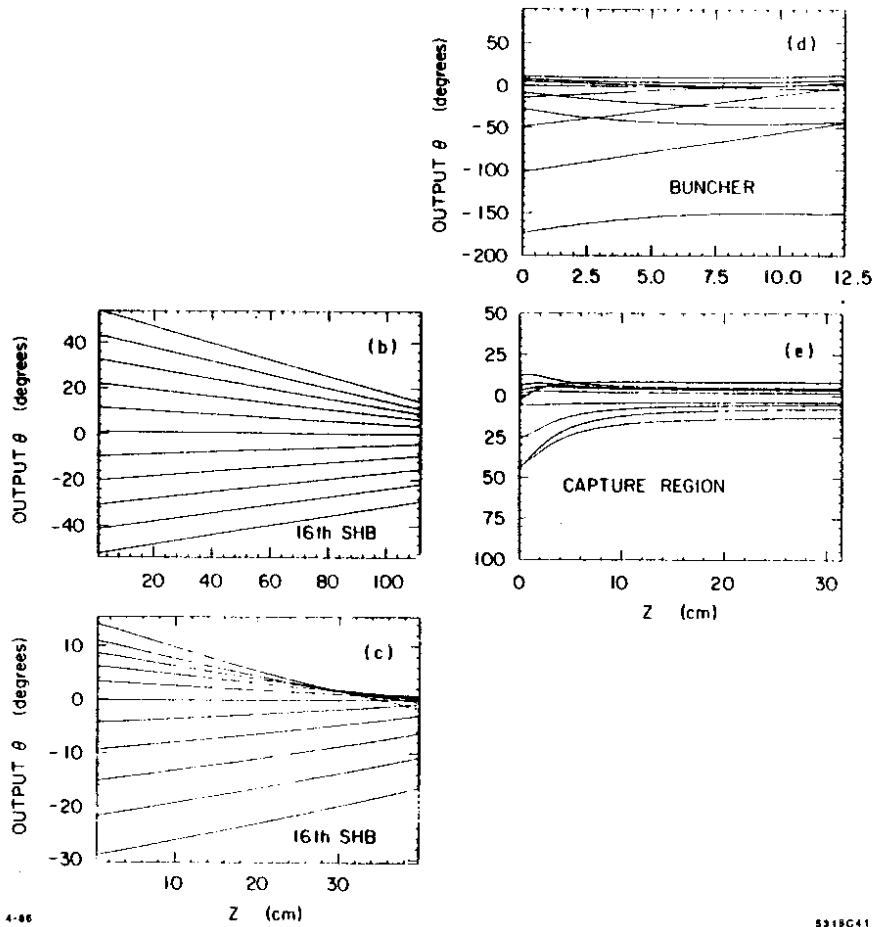 (d)
OUTPUT θ (degrees)
50
0
-50
-100
-150
-200
BUNCHER
0 2.5 5.0 7.5 10.0 12.5
(b)
OUTPUT θ (degrees)
40
20
0
-20
-40
16th SHB
20 40 60 80 100
(e)
OUTPUT θ (degrees)
50
25
0
25
50
75
100
CAPTURE REGION
0 10 20 30
Z (cm)
(c)
OUTPUT θ (degrees)
10
0
-10
-20
-30
16th SHB
10 20 30
Z (cm)
4-86
5319C41